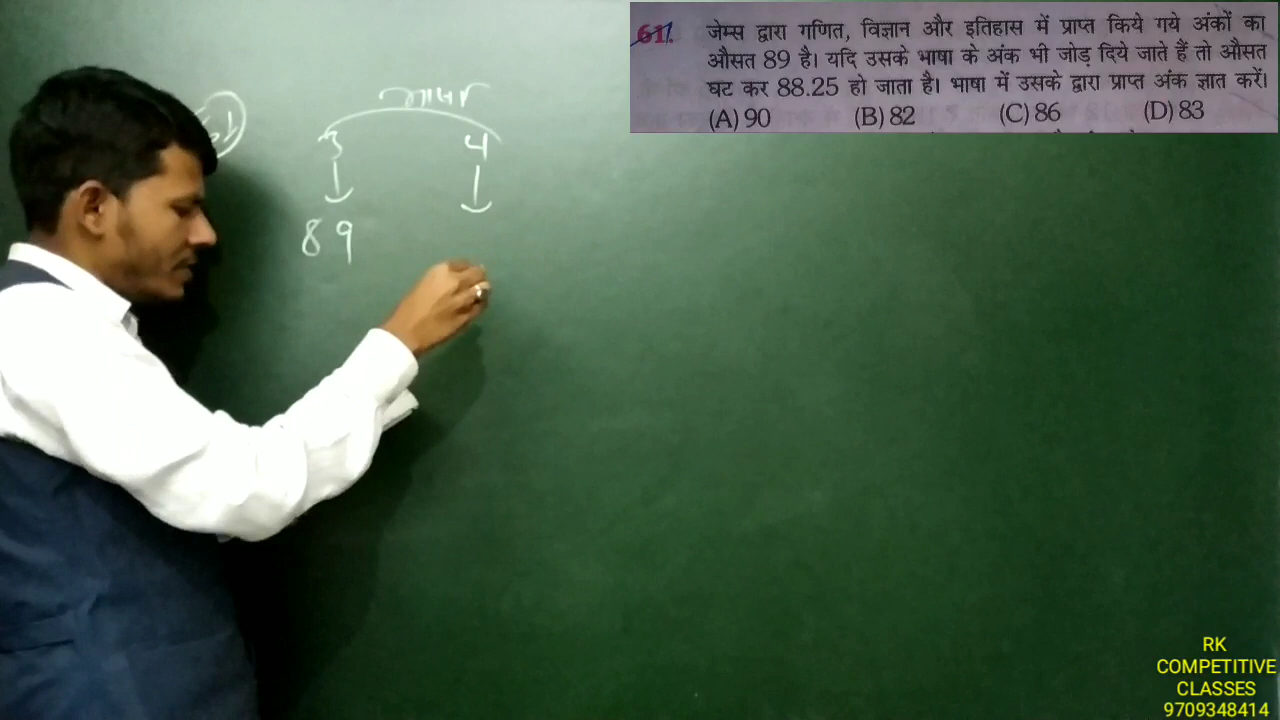 61. जेम्स द्वारा गणित, विज्ञान और इतिहास में प्राप्त किये गये अंकों का
औसत 89 है। यदि उसके भाषा के अंक भी जोड़ दिये जाते हैं तो औसत
घट कर 88.25 हो जाता है। भाषा में उसके द्वारा प्राप्त अंक ज्ञात करें।
(A) 90 (B) 82 (C) 86 (D) 83
3 4
89
RK
COMPETITIVE
CLASSES
9709348414